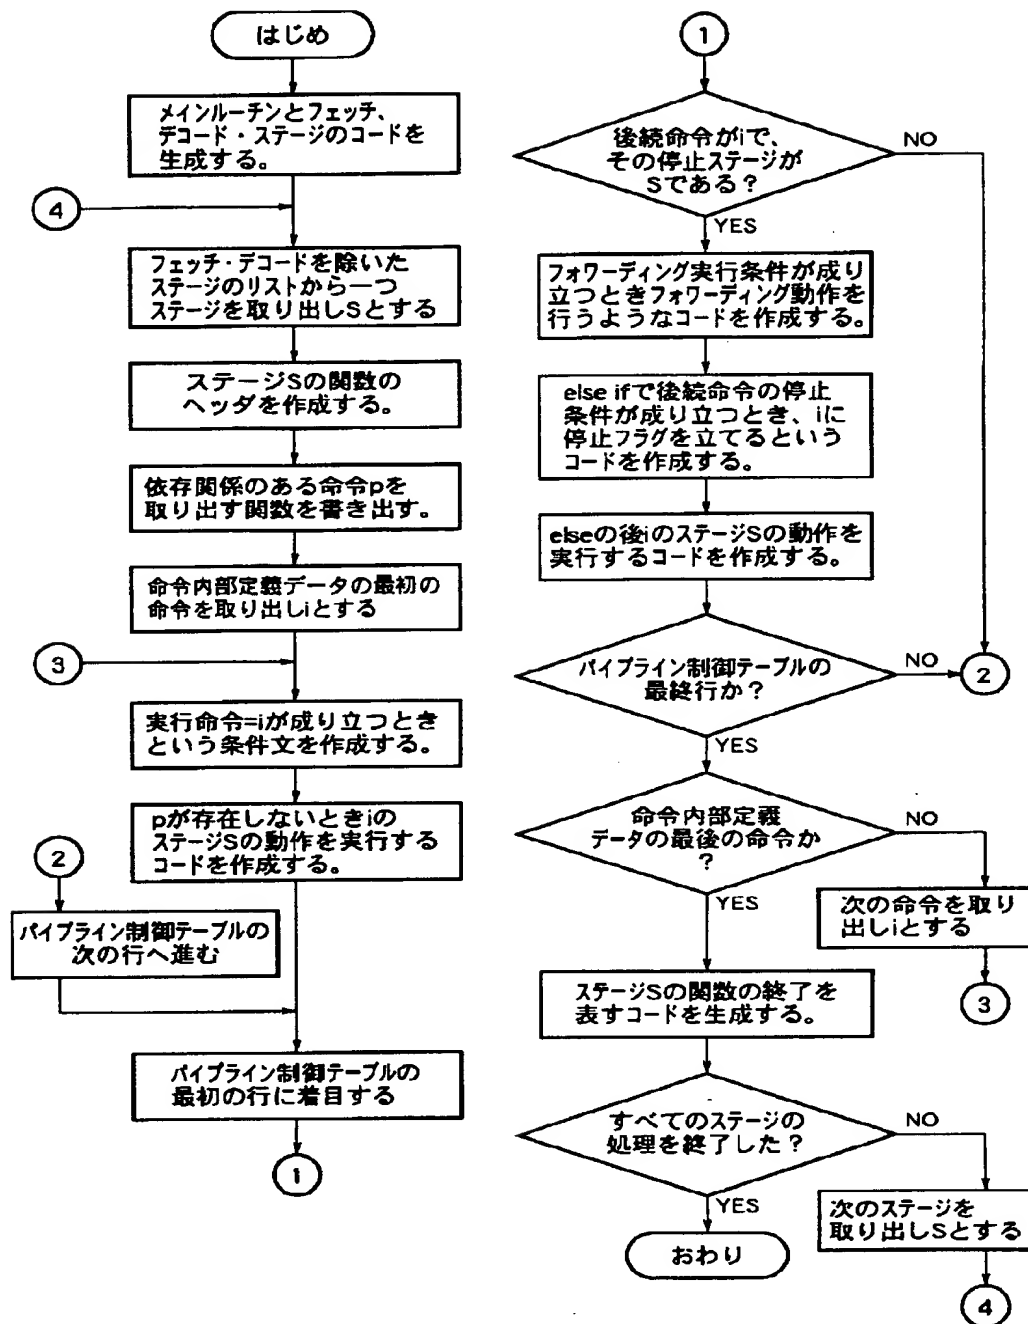 はじめ
メインルーチンとフェッチ、
デコード・ステージのコードを
生成する。
4
フェッチ・デコードを除いた
ステージのリストから一つ
ステージを取り出しSとする
ステージSの関数の
ヘッダを作成する。
依存関係のある命令pを
取り出す関数を書き出す。
命令内部定義データの最初の
命令を取り出しiとする
3
実行命令=iが成り立つとき
という条件文を作成する。
pが存在しないときiの
ステージSの動作を実行する
コードを作成する。
2
パイプライン制御テーブルの
次の行へ進む
パイプライン制御テーブルの
最初の行に着目する
1
1
後続命令がiで、
その停止ステージが
Sである?
NO
YES
フォワーディング実行条件が成り
立つときフォワーディング動作を
行うようなコードを作成する。
else ifで後続命令の停止
条件が成り立つとき、iに
停止フラグを立てるという
コードを作成する。
elseの後iのステージSの動作を
実行するコードを作成する。
パイプライン制御テーブルの
最終行か?
NO
2
YES
命令内部定義
データの最後の命令か
?
NO
YES
次の命令を取り
出しiとする
3
ステージSの関数の終了を
表すコードを生成する。
すべてのステージの
処理を終了した?
NO
YES
次のステージを
取り出しSとする
4
おわり